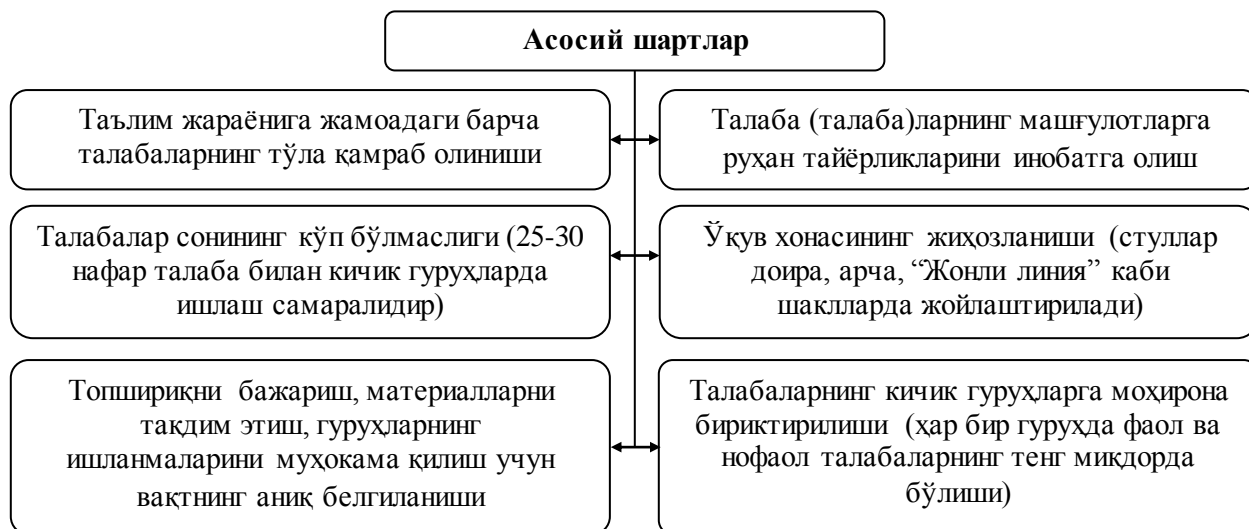 Асосий шартлар
Таълим жараёнига жамоадаги барча
талабаларнинг тўла қамраб олиниши
Талаба (талаба)ларнинг машғулотларга
руҳан тайёрликларини инобатга олиш
Талабалар сонининг кўп бўлмаслиги (25-30
нафар талаба билан кичик гуруҳларда
ишлаш самаралидир)
Ўқув хонасининг жиҳозланиши (стуллар
доира, арча, “Жонли линия” каби
шаклларда жойлаштирилади)
Топшириқни бажариш, материалларни
тақдим этиш, гуруҳларнинг
ишланмаларини муҳокама қилиш учун
вақтнинг аниқ белгиланиши
Талабаларнинг кичик гуруҳларга моҳирона
бириктирилиши (ҳар бир гуруҳда фаол ва
нофаол талабаларнинг тенг миқдорда
бўлиши)